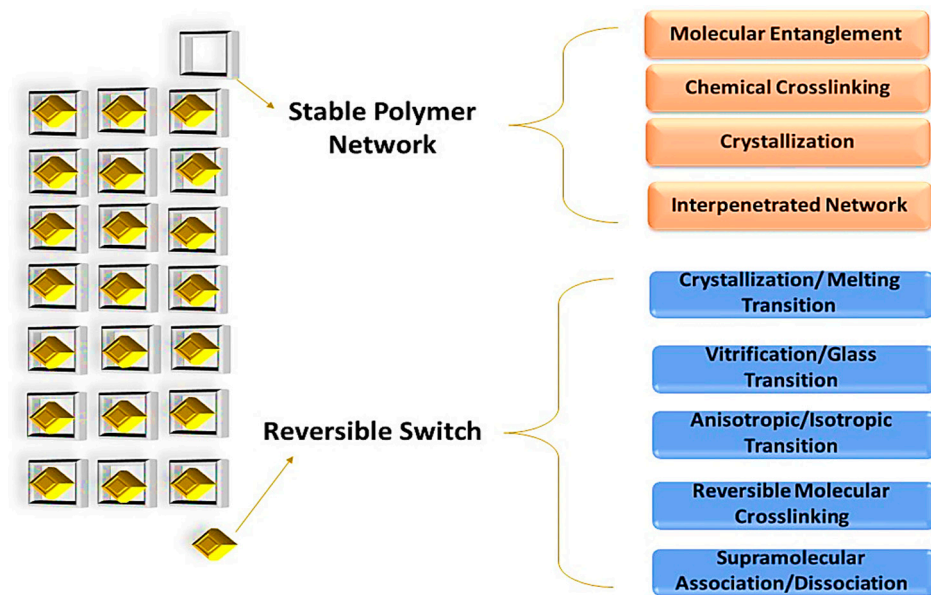 Stable Polymer
Network
Molecular Entanglement
Chemical Crosslinking
Crystallization
Interpenetrated Network
Reversible Switch
Crystallization/ Melting
Transition
Vitrification/Glass
Transition
Anisotropic/Isotropic
Transition
Reversible Molecular
Crosslinking
Supramolecular
Association/Dissociation